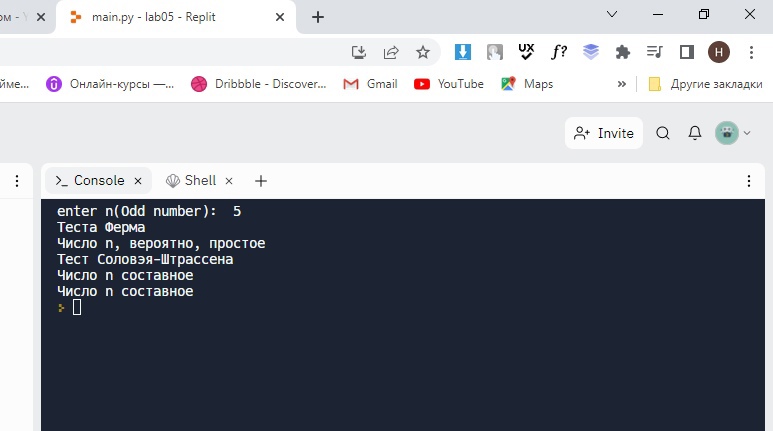 ом - Y
main.py - lab05 - Replit
UX
f?
H
йме...
Онлайн-курсы —...
Dribbble - Discover...
Gmail
YouTube
Maps
»
Другие закладки
Invite
Console
Shell
enter n(Odd number):  5
Теста Ферма
Число n, вероятно, простое
Тест Соловэя-Штрассена
Число n составное
Число n составное